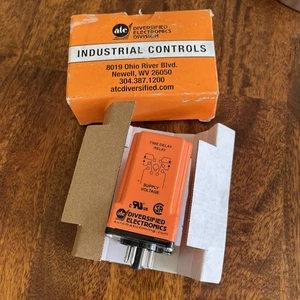 atc DIVERSIFIED
ELECTRONICS
DIVISION
INDUSTRIAL CONTROLS
8019 Ohio River Blvd.
Newell, WV 26050
304.387.1200
atcdiversified.com
TIME DELAY
RELAY
SUPPLY
VOLTAGE
atc DIVERSIFIED
ELECTRONICS